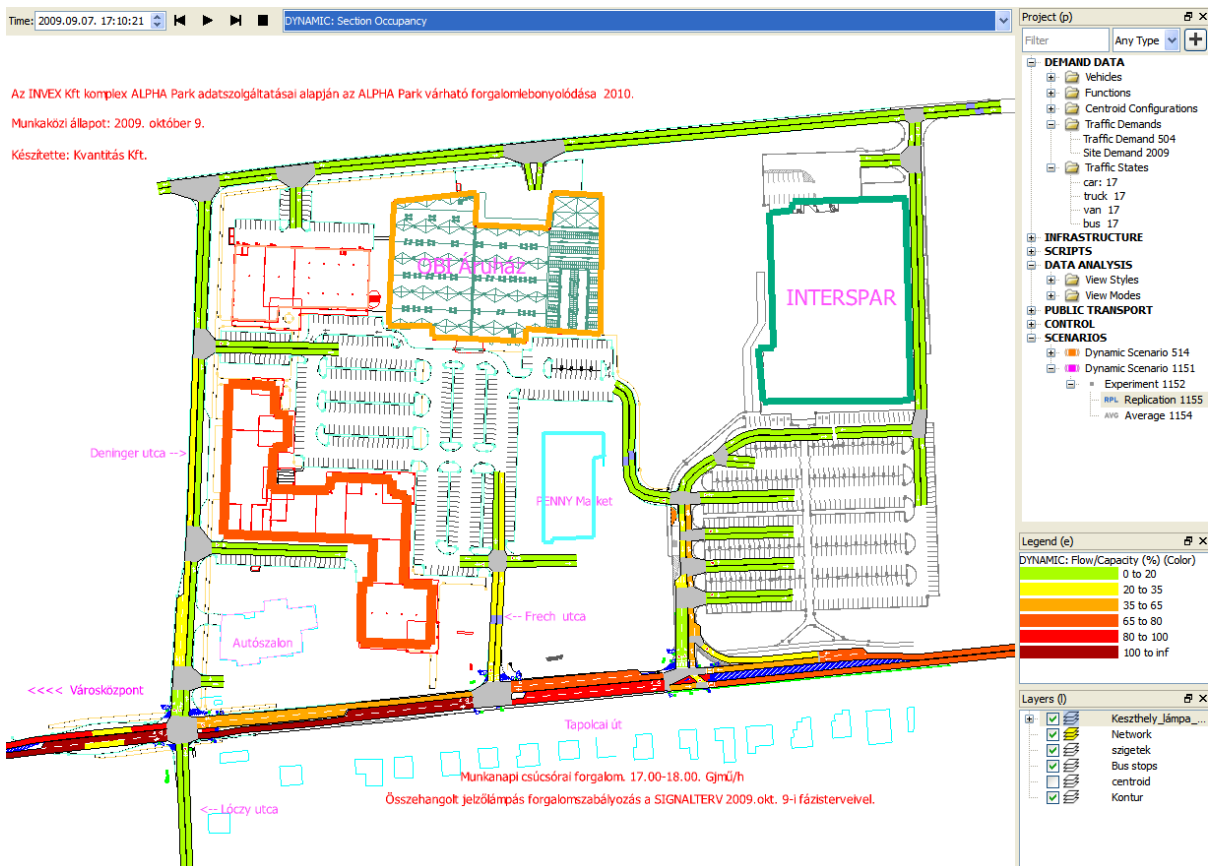 Time: 2009.09.07. 17:10:21
DYNAMIC: Section Occupancy
Az INVEX Kft komplex ALPHA Park adatszolgáltatásai alapján az ALPHA Park várható forgalomlebonyolódása 2010.
Munkaközi állapot: 2009. október 9.
Készítette: Kvantitás Kft.
OBI Áruház
INTERSPAR
Deninger utca -->
PENNY Market
<-- Frech utca
Autószalon
<<<< Városközpont
Tapolcai út
<-- Lóczy utca
Munkanapi csúcsórai forgalom. 17.00-18.00. Gjmű/h
Összehangolt jelzőlámpás forgalomszabályozás a SIGNALTERV 2009.okt. 9-i fázisterveivel.
Project (p)
Filter
Any Type
DEMAND DATA
Vehicles
Functions
Centroid Configurations
Traffic Demands
Traffic Demand 504
Site Demand 2009
Traffic States
car: 17
truck 17
van 17
bus 17
INFRASTRUCTURE
SCRIPTS
DATA ANALYSIS
View Styles
View Modes
PUBLIC TRANSPORT
CONTROL
SCENARIOS
Dynamic Scenario 514
Dynamic Scenario 1151
Experiment 1152
RPL Replication 1155
AVG Average 1154
Legend (e)
DYNAMIC: Flow/Capacity (%) (Color)
0 to 20
20 to 35
35 to 65
65 to 80
80 to 100
100 to inf
Layers (l)
Keszthely_lámpa_...
Network
szigetek
Bus stops
centroid
Kontur